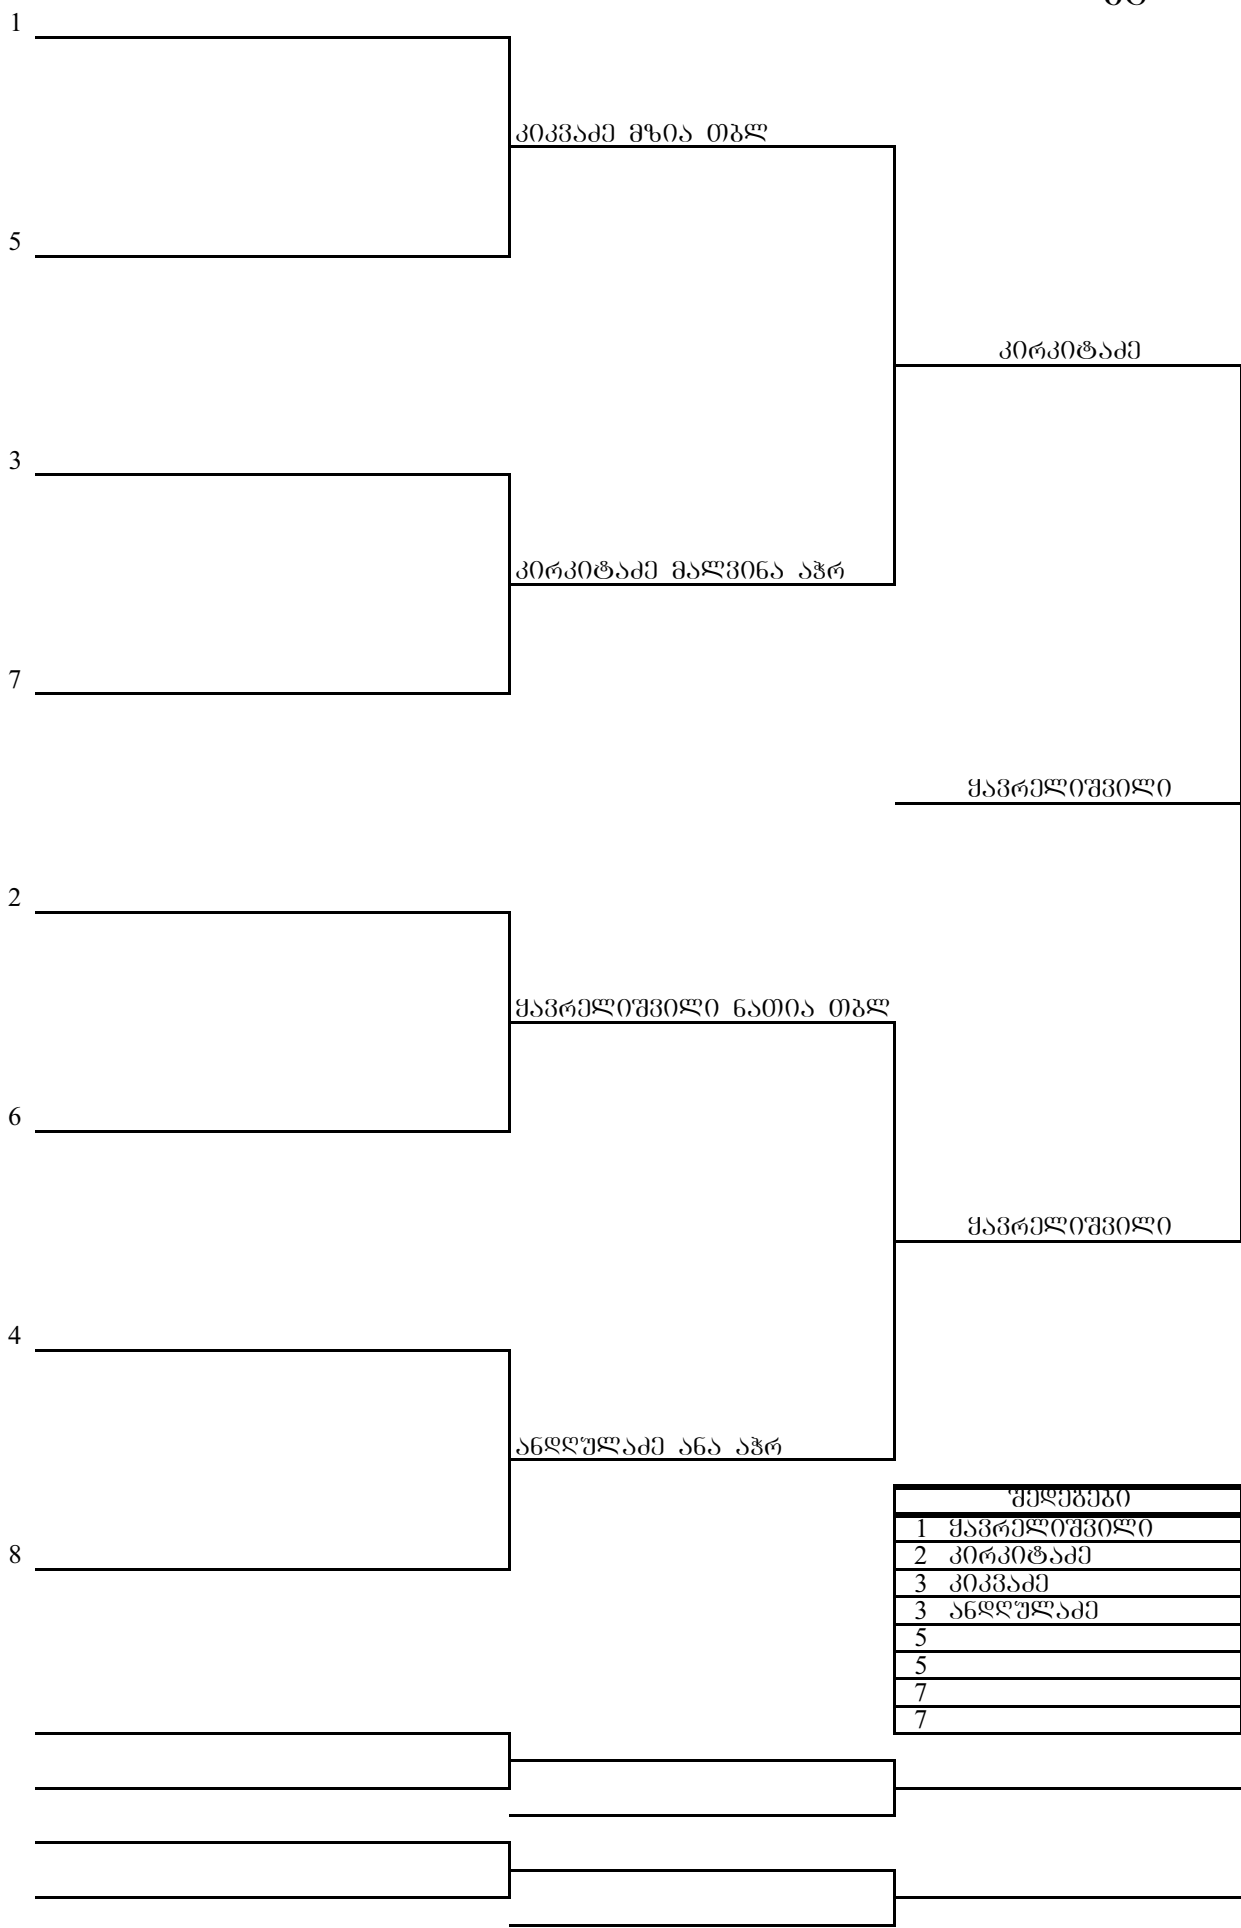 1
კიკვაძე მზია თბლ
5
კირკიტაძე
3
კირკიტაძე მალვინა აჭრ
7
ყავრელიშვილი
2
ყავრელიშვილი ნათია თბლ
6
ყავრელიშვილი
4
ანდღულაძე ანა აჭრ
შედეგები
1 ყავრელიშვილი
8
2 კირკიტაძე
3 კიკვაძე
3 ანდღულაძე
5
5
7
7